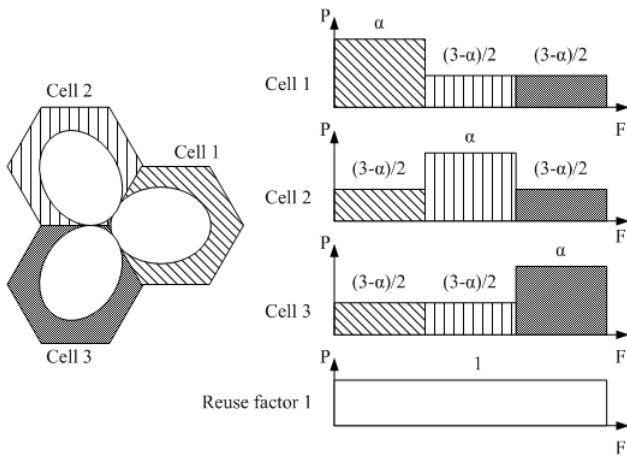 Cell 2
Cell 1
Cell 3
P
α
(3-α)/2
(3-α)/2
Cell 1
F
P
α
(3-α)/2
(3-α)/2
Cell 2
F
P
α
(3-α)/2
(3-α)/2
Cell 3
F
P
1
Reuse factor 1
F